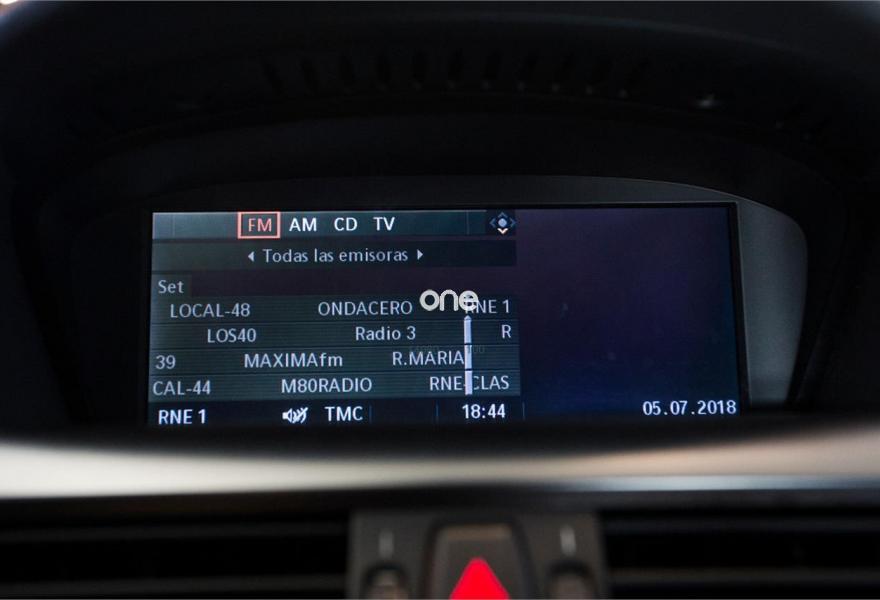 FM AM CD TV
Todas las emisoras
Set
LOCAL-48 ONDACERO RNE 1
LOS40 Radio 3 R
39 MAXIMAfm R.MARIA
CAL-44 M80RADIO RNE-CLAS
RNE 1 TMC 18:44 05.07.2018
one